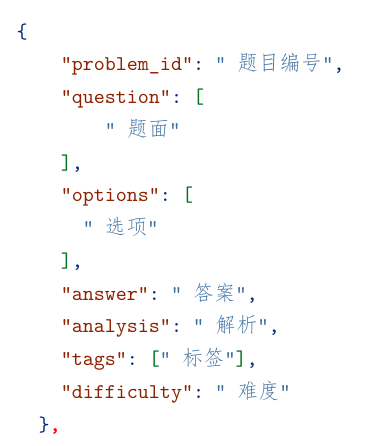 {
"problem_id": " 题目编号",
"question": [
" 题面"
],
"options": [
" 选项"
],
"answer": " 答案",
"analysis": " 解析",
"tags": [" 标签"],
"difficulty": " 难度"
},